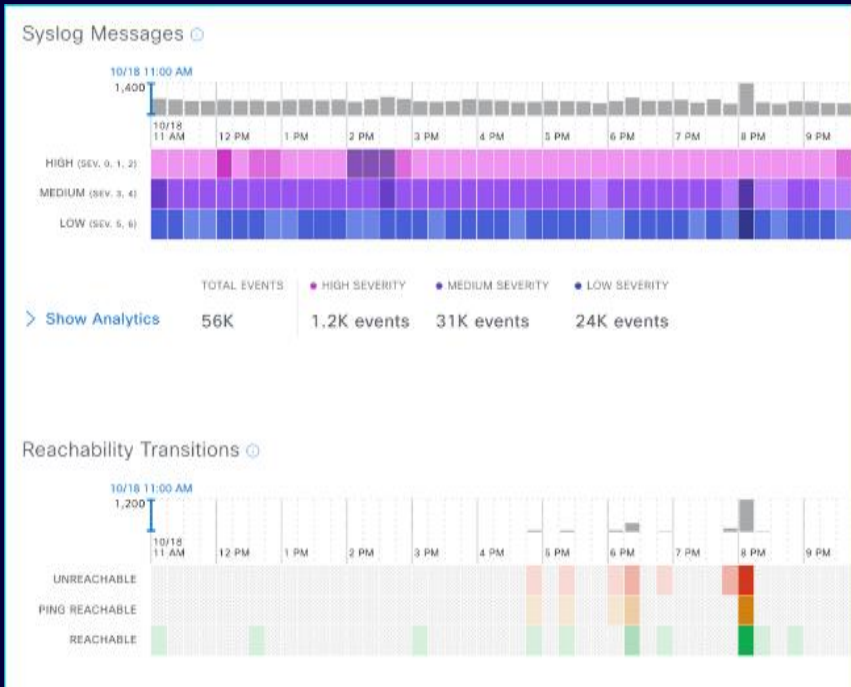 Syslog Messages
10/18 11:00 AM
1,400
10/18
11 AM 12 PM 1 PM 2 PM 3 PM 4 PM 5 PM 6 PM 7 PM 8 PM 9 PM
HIGH (SEV. 0, 1, 2)
MEDIUM (SEV. 3, 4)
LOW (SEV. 5, 6)
TOTAL EVENTS HIGH SEVERITY MEDIUM SEVERITY LOW SEVERITY
Show Analytics 56K 1.2K events 31K events 24K events
Reachability Transitions
10/18 11:00 AM
1,200
10/18
11 AM 12 PM 1 PM 2 PM 3 PM 4 PM 5 PM 6 PM 7 PM 8 PM 9 PM
UNREACHABLE
PING REACHABLE
REACHABLE